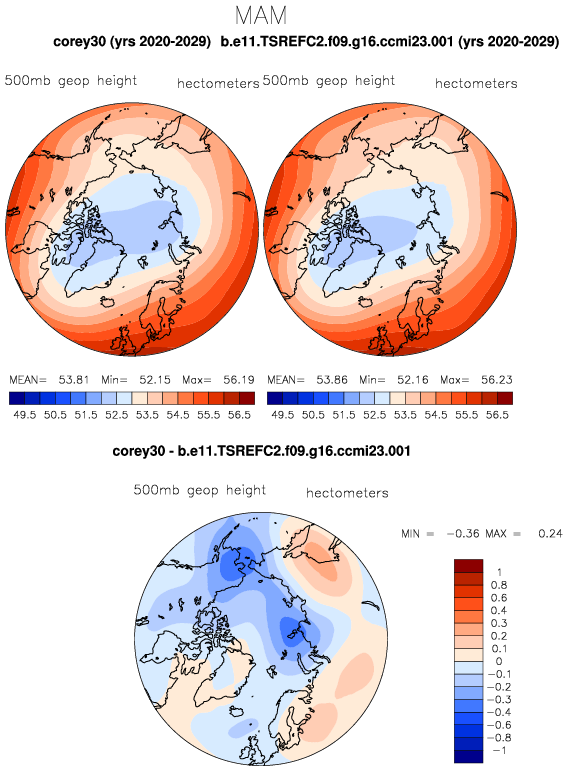 MAM
corey30 (yrs 2020-2029) b.e11.TSREFC2.f09.g16.ccmi23.001 (yrs 2020-2029)
500mb geop height hectometers 500mb geop height hectometers
MEAN= 53.81 Min= 52.15 Max= 56.19 MEAN= 53.86 Min= 52.16 Max= 56.23
49.5 50.5 51.5 52.5 53.5 54.5 55.5 56.5 49.5 50.5 51.5 52.5 53.5 54.5 55.5 56.5
corey30 - b.e11.TSREFC2.f09.g16.ccmi23.001
500mb geop height hectometers
MIN = -0.36 MAX = 0.24
1
0.8
0.6
0.4
0.3
0.2
0.1
0
-0.1
-0.2
-0.3
-0.4
-0.6
-0.8
-1